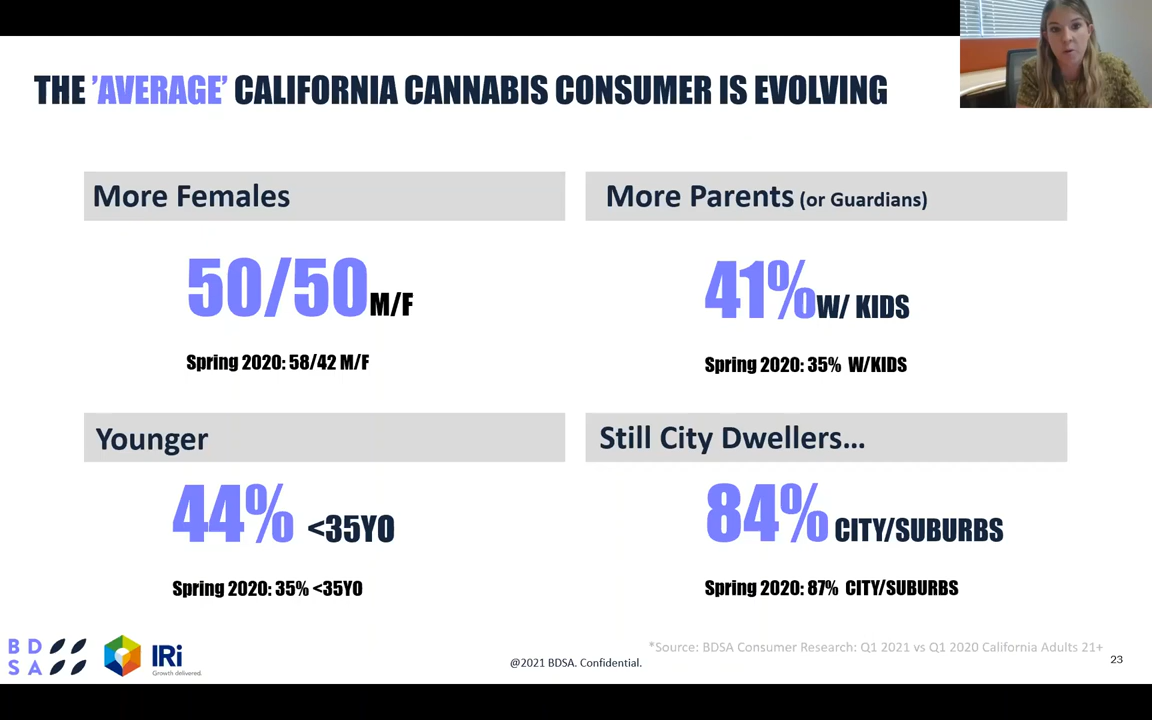 THE 'AVERAGE' CALIFORNIA CANNABIS CONSUMER IS EVOLVING
More Females
50/50 M/F
Spring 2020: 58/42 M/F
More Parents (or Guardians)
41% W/ KIDS
Spring 2020: 35% W/KIDS
Younger
44% <35YO
Spring 2020: 35% <35YO
Still City Dwellers...
84% CITY/SUBURBS
Spring 2020: 87% CITY/SUBURBS
*Source: BDSA Consumer Research: Q1 2021 vs Q1 2020 California Adults 21+
BD
SA
IRi
Growth delivered.
@2021 BDSA. Confidential.
23